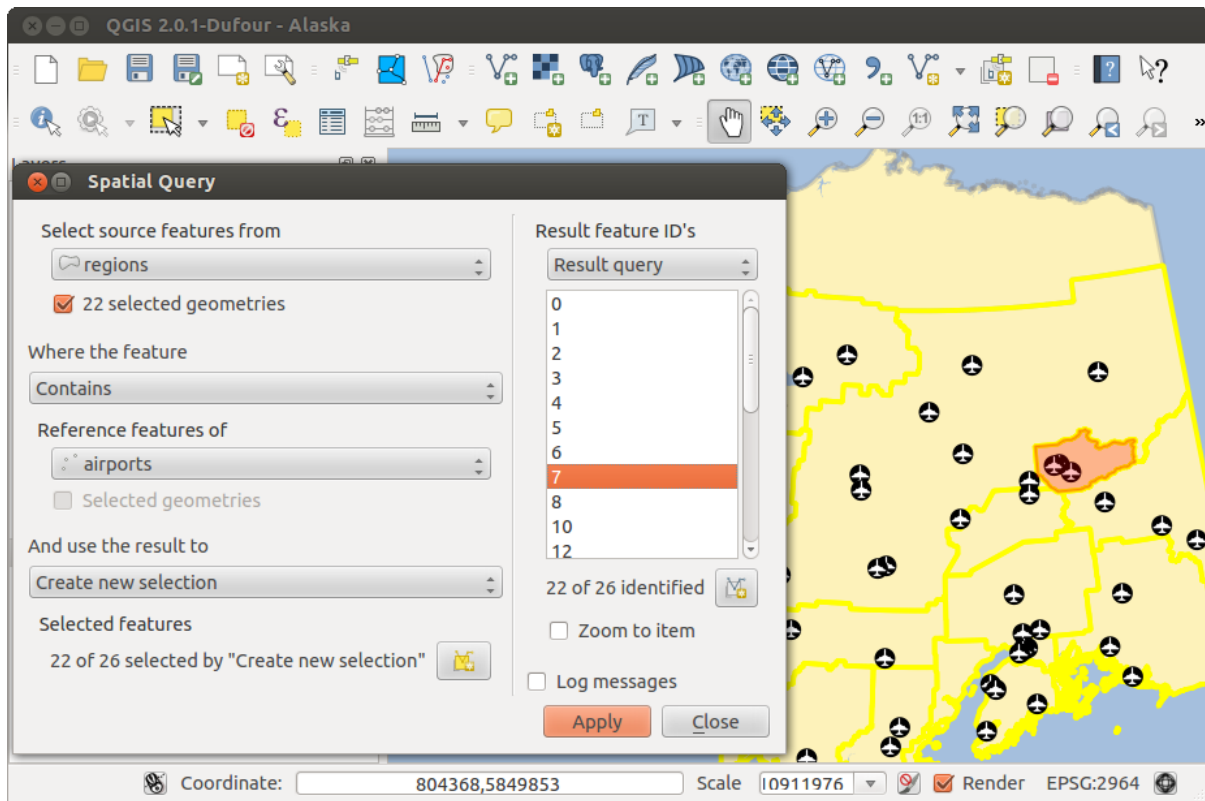 QGIS 2.0.1-Dufour - Alaska
1:1
T
?
Layers
Spatial Query
Select source features from
regions
22 selected geometries
Where the feature
Contains
Reference features of
airports
Selected geometries
And use the result to
Create new selection
Selected features
22 of 26 selected by "Create new selection"
Result feature ID's
Result query
0
1
2
3
4
5
6
7
8
10
12
22 of 26 identified
Zoom to item
Log messages
Apply
Close
Coordinate:
804368,5849853
Scale
10911976
Render
EPSG:2964